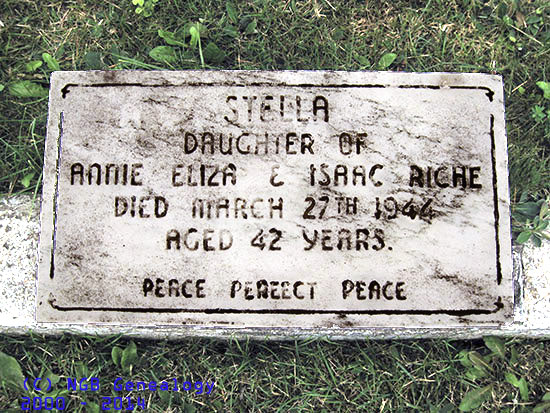 STELLA
DAUGHTER OF
ANNIE ELIZA & ISAAC RICHE
DIED MARCH 27TH 1944
AGED 42 YEARS.
PEACE PERFECT PEACE
(C) NGB Genealogy
2000 - 2014